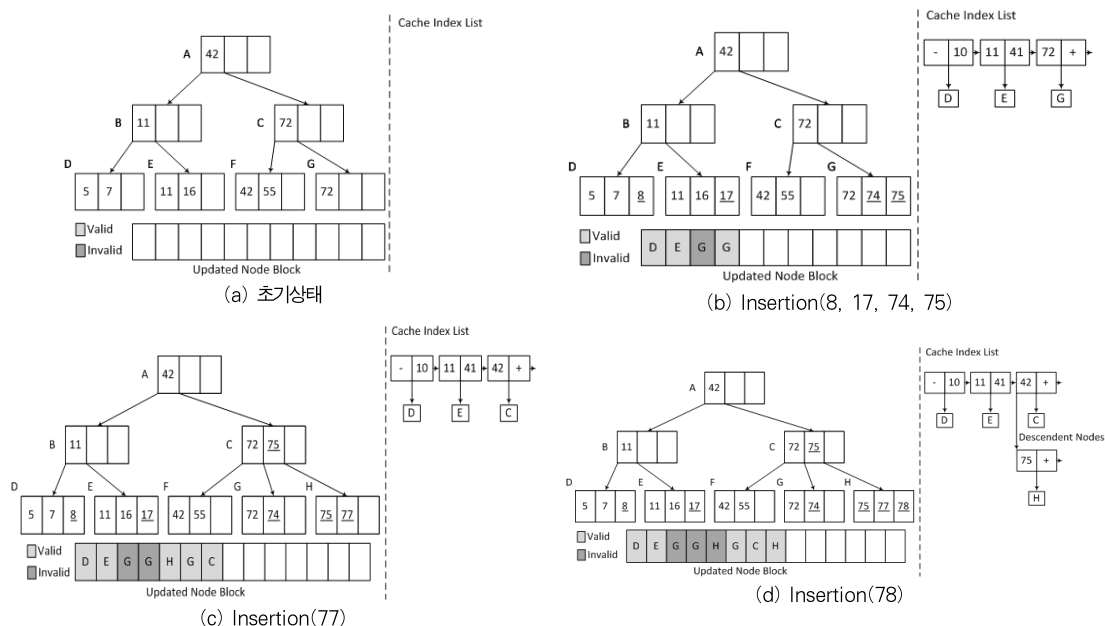 Cache Index List
A 42
B 11 C 72
D E F G
5 7 11 16 42 55 72
Valid
Invalid
Updated Node Block
(a) 초기상태
Cache Index List
- 10 11 41 72 +
D E G
A 42
B 11 C 72
D E F G
5 7 8 11 16 17 42 55 72 74 75
Valid
Invalid
D E G G
Updated Node Block
(b) Insertion(8, 17, 74, 75)
Cache Index List
- 10 11 41 42 +
D E C
A 42
B 11 C 72 75
D E F G H
5 7 8 11 16 17 42 55 72 74 75 77
Valid
Invalid
D E G G H G C
Updated Node Block
(c) Insertion(77)
Cache Index List
- 10 11 41 42 +
D E C
Descendent Nodes
75 +
H
A 42
B 11 C 72 75
D E F G H
5 7 8 11 16 17 42 55 72 74 75 77 78
Valid
Invalid
D E G G H G C H
Updated Node Block
(d) Insertion(78)